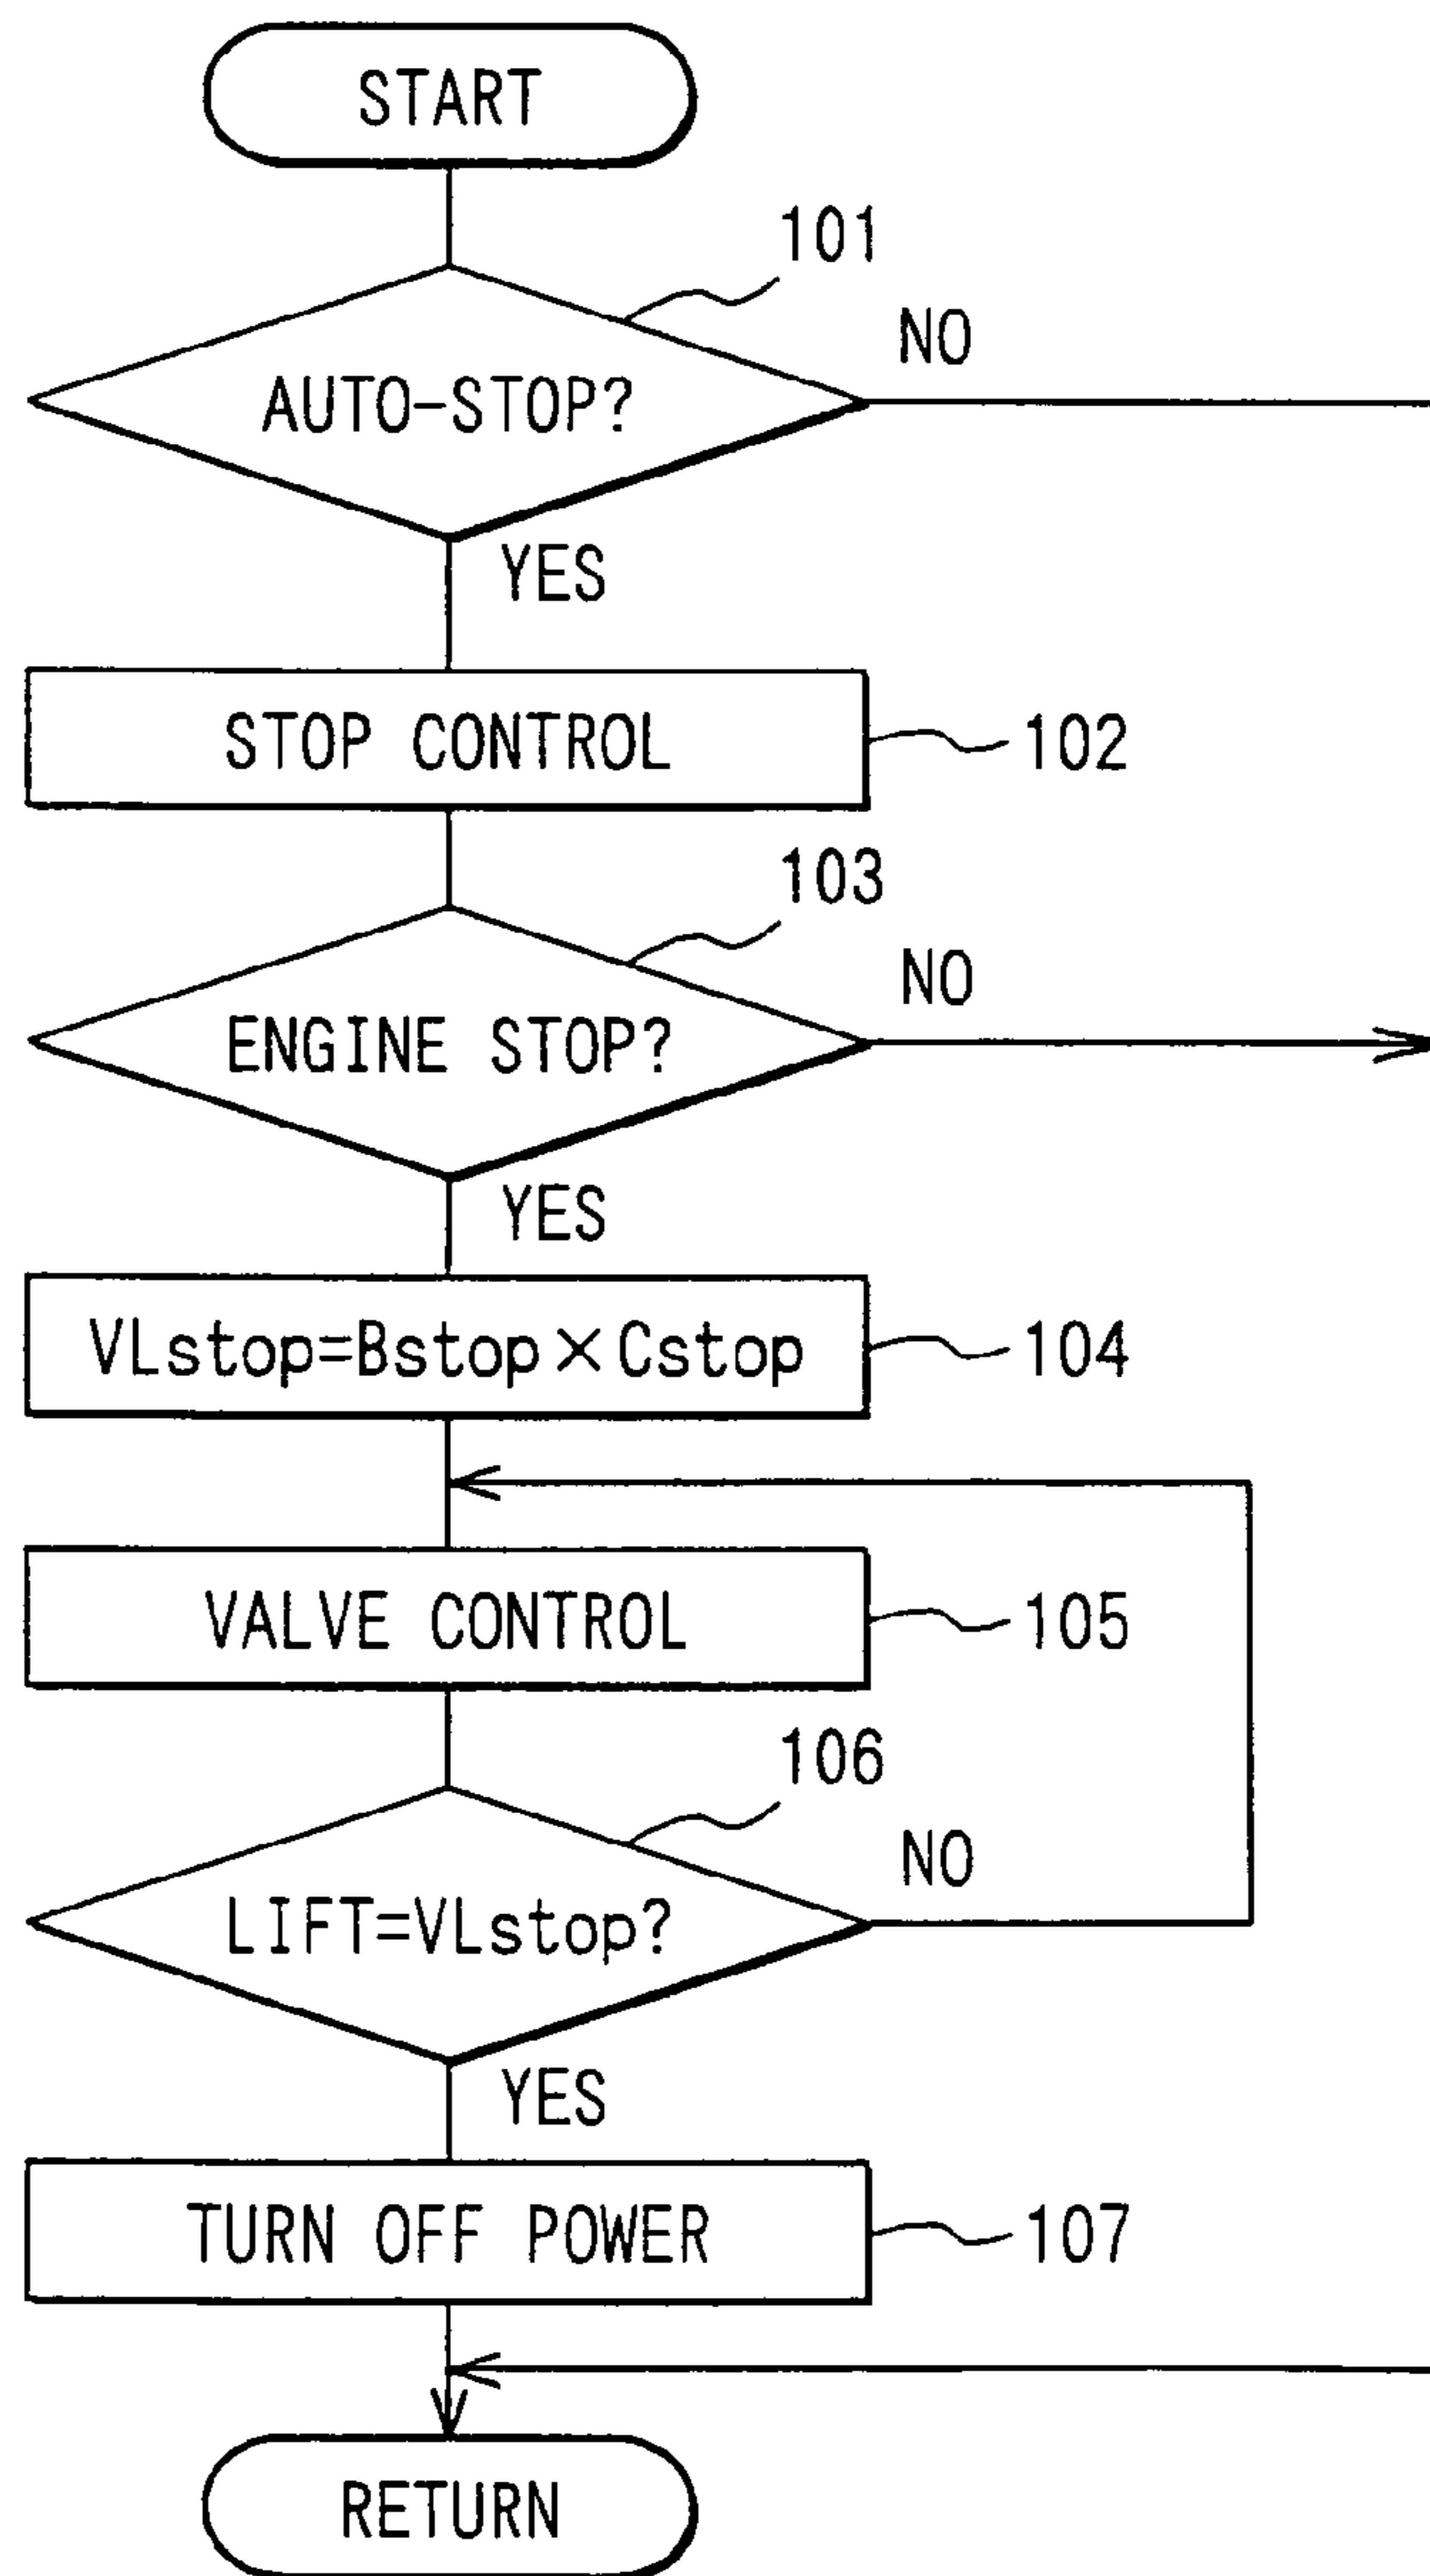 START
101
NO
AUTO-STOP?
YES
STOP CONTROL
102
103
NO
ENGINE STOP?
YES
VLstop=Bstop×Cstop
104
VALVE CONTROL
105
106
NO
LIFT=VLstop?
YES
TURN OFF POWER
107
RETURN